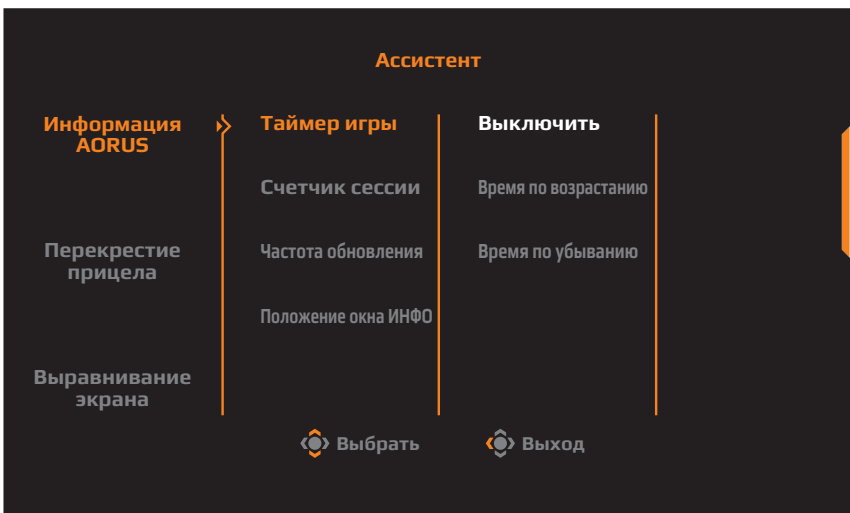 Ассистент
Информация
AORUS
Таймер игры
Выключить
Счетчик сессии
Время по возрастанию
Перекрестие
прицела
Частота обновления
Время по убыванию
Положение окна ИНФО
Выравнивание
экрана
Выбрать
Выход